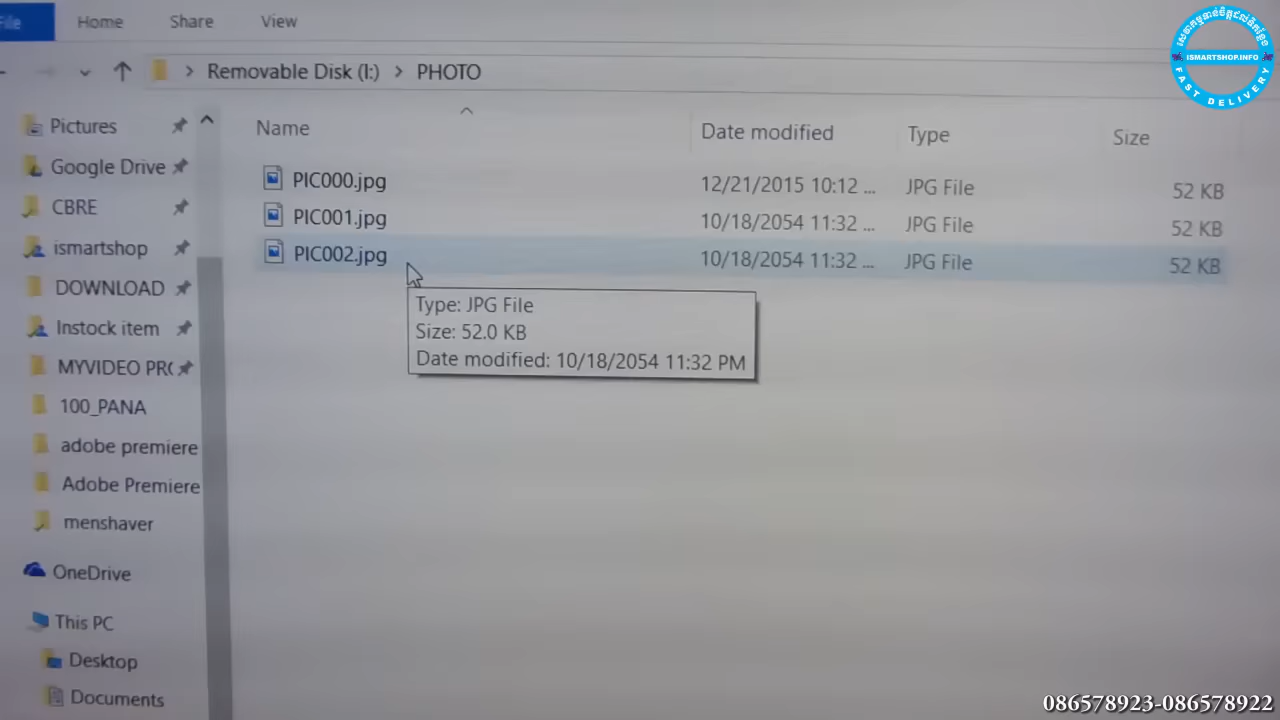 File Home Share View
Removable Disk (I:) > PHOTO
Name Date modified Type Size
PIC000.jpg 12/21/2015 10:12 ... JPG File 52 KB
PIC001.jpg 10/18/2054 11:32 ... JPG File 52 KB
PIC002.jpg 10/18/2054 11:32 ... JPG File 52 KB
Type: JPG File
Size: 52.0 KB
Date modified: 10/18/2054 11:32 PM
Pictures
Google Drive
CBRE
ismartshop
DOWNLOAD
Instock item
MYVIDEO PRO
100_PANA
adobe premiere
Adobe Premiere
menshaver
OneDrive
This PC
Desktop
Documents
ISMARTSHOP.INFO
FAST DELIVERY
086578923-086578922